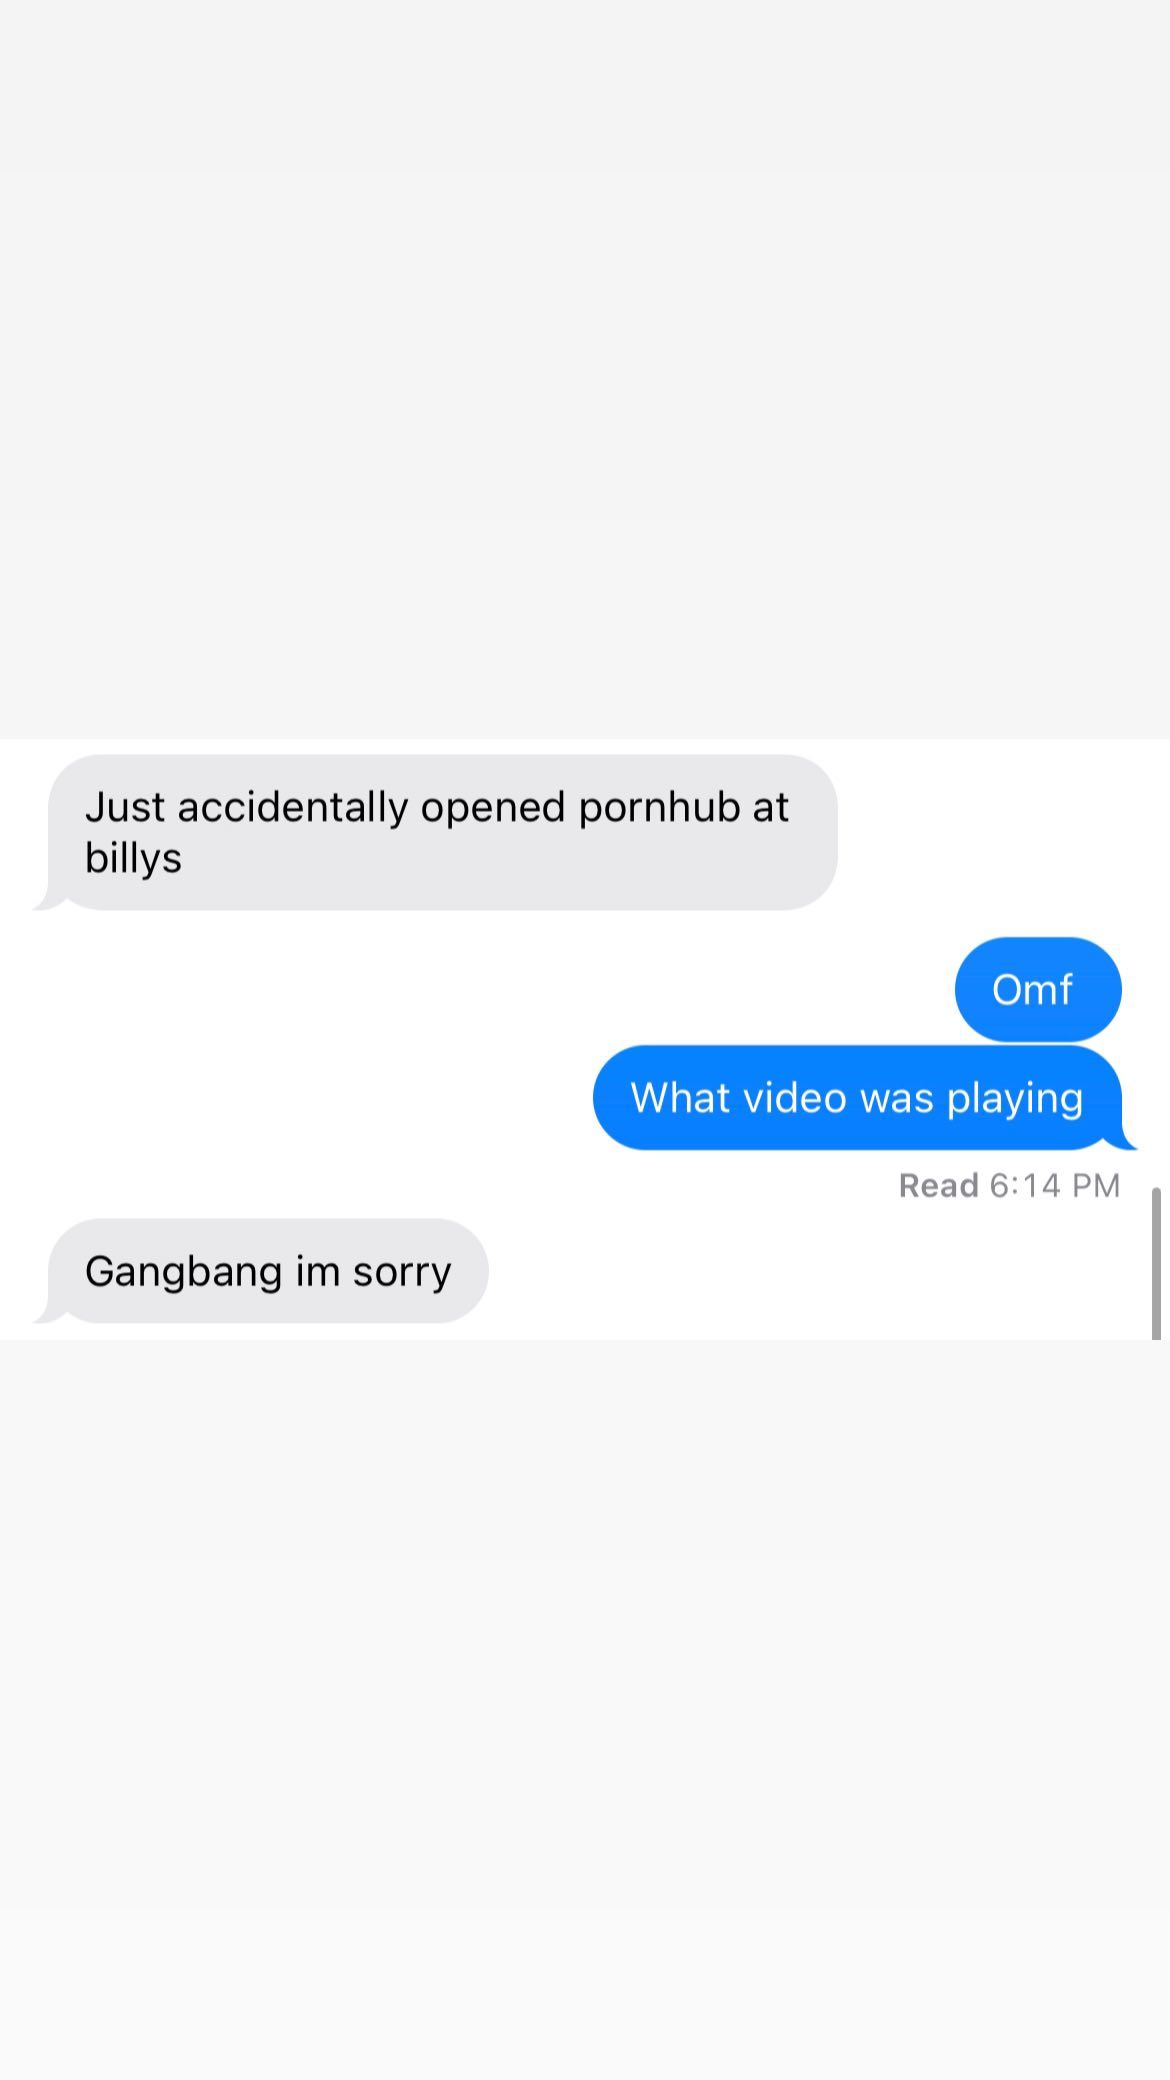 Just accidentally opened pornhub at
billys
Omf
What video was playing
Read 6:14 PM
Gangbang im sorry